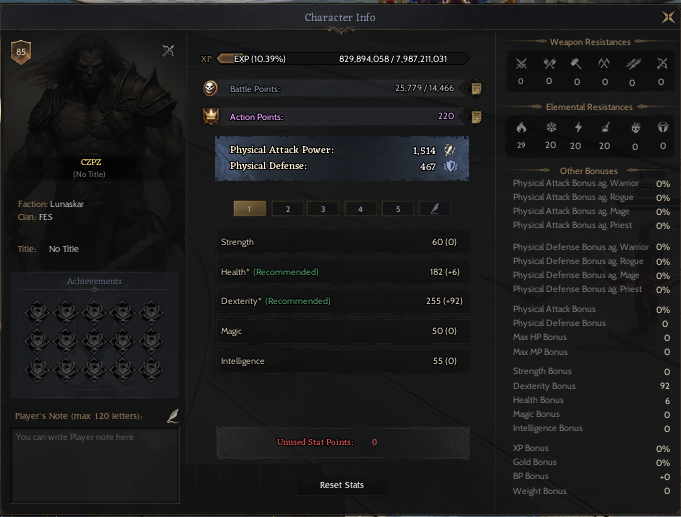 Character Info
85
CZPZ
(No Title)
Faction: Lunaskar
Clan: FES
Title: No Title
Achievements
Player's Note (max 120 letters):
You can write Player note here
XP EXP (10.39%) 829,894,058 / 7,987,211,031
Battle Points: 25,779 / 14,466
Action Points: 220
Physical Attack Power: 1,514
Physical Defense: 467
1 2 3 4 5
Strength 60 (0)
Health* (Recommended) 182 (+6)
Dexterity* (Recommended) 255 (+92)
Magic 50 (0)
Intelligence 55 (0)
Unused Stat Points: 0
Reset Stats
Weapon Resistances
0 0 0 0 0 0
Elemental Resistances
29 20 20 20 0 0
Other Bonuses
Physical Attack Bonus ag. Warrior 0%
Physical Attack Bonus ag. Rogue 0%
Physical Attack Bonus ag. Mage 0%
Physical Attack Bonus ag. Priest 0%
Physical Defense Bonus ag. Warrior 0%
Physical Defense Bonus ag. Rogue 0%
Physical Defense Bonus ag. Mage 0%
Physical Defense Bonus ag. Priest 0%
Physical Attack Bonus 0%
Physical Defense Bonus 0
Max HP Bonus 0
Max MP Bonus 0
Strength Bonus 0
Dexterity Bonus 92
Health Bonus 6
Magic Bonus 0
Intelligence Bonus 0
XP Bonus 0%
Gold Bonus 0%
BP Bonus +0
Weight Bonus 0